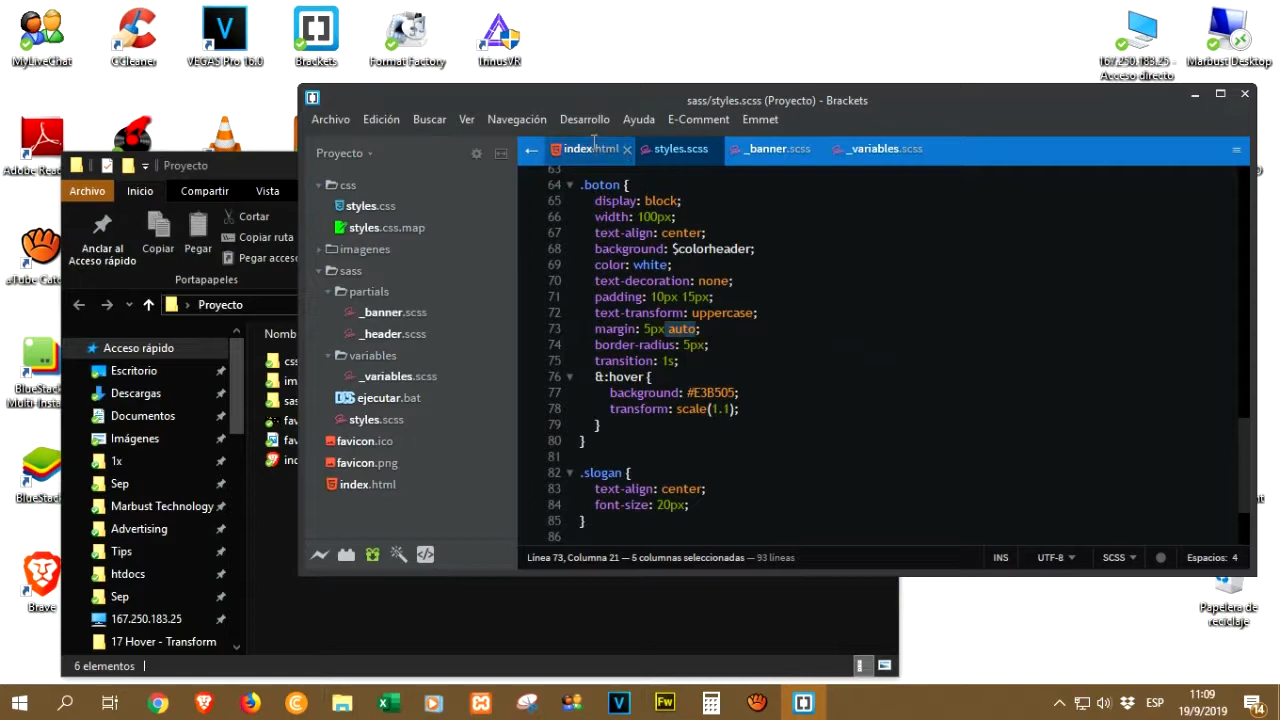 MyLiveChat
CCleaner
VEGAS Pro 16.0
Brackets
Format Factory
TrinusVR
167.250.183.25 - Acceso directo
Marbust Desktop
sass/styles.scss (Proyecto) - Brackets
Archivo Edición Buscar Ver Navegación Desarrollo Ayuda E-Comment Emmet
Proyecto
index.html
styles.scss
_banner.scss
_variables.scss
css
styles.css
styles.css.map
imagenes
sass
partials
_banner.scss
_header.scss
variables
_variables.scss
ejecutar.bat
styles.scss
favicon.ico
favicon.png
index.html
63
64 .boton {
65 display: block;
66 width: 100px;
67 text-align: center;
68 background: $colorheader;
69 color: white;
70 text-decoration: none;
71 padding: 10px 15px;
72 text-transform: uppercase;
73 margin: 5px auto;
74 border-radius: 5px;
75 transition: 1s;
76 &:hover {
77 background: #E3B505;
78 transform: scale(1.1);
79 }
80 }
81
82 .slogan {
83 text-align: center;
84 font-size: 20px;
85 }
86
Línea 73, Columna 21 — 5 columnas seleccionadas — 93 líneas
INS UTF-8 SCSS Espacios: 4
Proyecto
Archivo Inicio Compartir Vista
Anclar al Acceso rápido
Copiar
Pegar
Cortar
Copiar ruta
Pegar acceso
Portapapeles
Proyecto
Nomb
Acceso rápido
Escritorio
Descargas
Documentos
Imágenes
1x
Sep
Marbust Technology
Advertising
Tips
htdocs
Sep
167.250.183.25
17 Hover - Transform
6 elementos
Brave
Papelera de reciclaje
ESP
11:09
19/9/2019
14